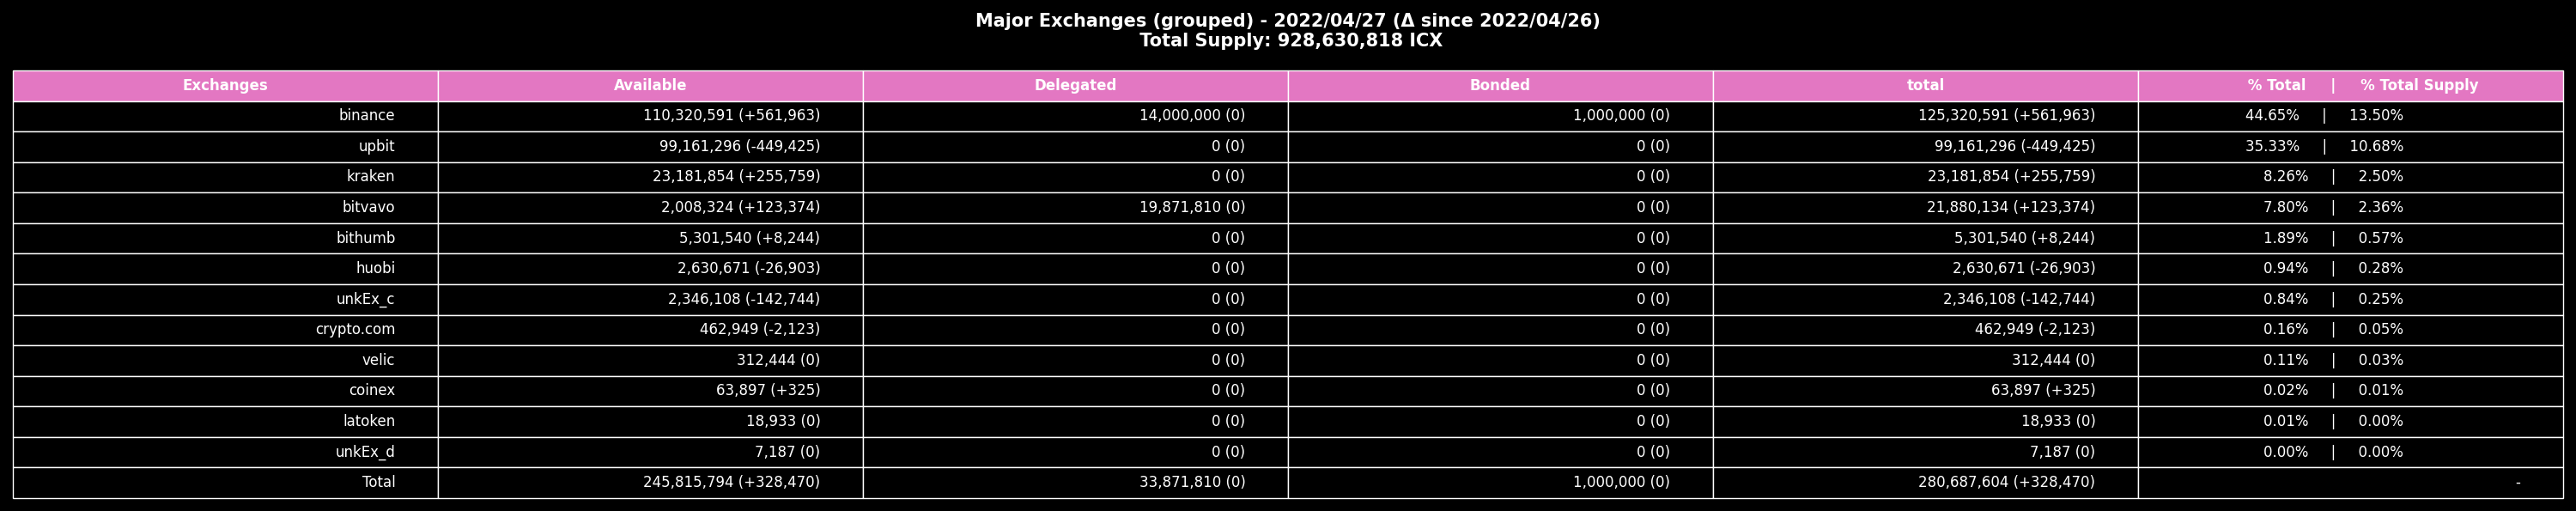 Major Exchanges (grouped) - 2022/04/27 (Δ since 2022/04/26)
Total Supply: 928,630,818 ICX
Exchanges Available Delegated Bonded total % Total | % Total Supply
binance 110,320,591 (+561,963) 14,000,000 (0) 1,000,000 (0) 125,320,591 (+561,963) 44.65% | 13.50%
upbit 99,161,296 (-449,425) 0 (0) 0 (0) 99,161,296 (-449,425) 35.33% | 10.68%
kraken 23,181,854 (+255,759) 0 (0) 0 (0) 23,181,854 (+255,759) 8.26% | 2.50%
bitvavo 2,008,324 (+123,374) 19,871,810 (0) 0 (0) 21,880,134 (+123,374) 7.80% | 2.36%
bithumb 5,301,540 (+8,244) 0 (0) 0 (0) 5,301,540 (+8,244) 1.89% | 0.57%
huobi 2,630,671 (-26,903) 0 (0) 0 (0) 2,630,671 (-26,903) 0.94% | 0.28%
unkEx_c 2,346,108 (-142,744) 0 (0) 0 (0) 2,346,108 (-142,744) 0.84% | 0.25%
crypto.com 462,949 (-2,123) 0 (0) 0 (0) 462,949 (-2,123) 0.16% | 0.05%
velic 312,444 (0) 0 (0) 0 (0) 312,444 (0) 0.11% | 0.03%
coinex 63,897 (+325) 0 (0) 0 (0) 63,897 (+325) 0.02% | 0.01%
latoken 18,933 (0) 0 (0) 0 (0) 18,933 (0) 0.01% | 0.00%
unkEx_d 7,187 (0) 0 (0) 0 (0) 7,187 (0) 0.00% | 0.00%
Total 245,815,794 (+328,470) 33,871,810 (0) 1,000,000 (0) 280,687,604 (+328,470) -